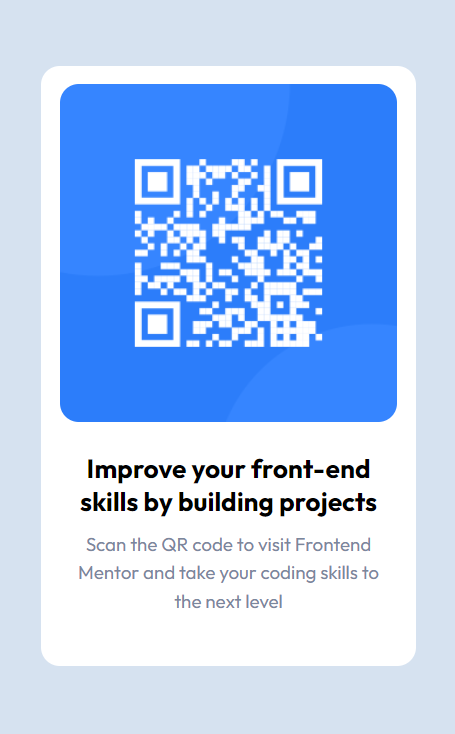 Improve your front-end
skills by building projects
Scan the QR code to visit Frontend
Mentor and take your coding skills to
the next level